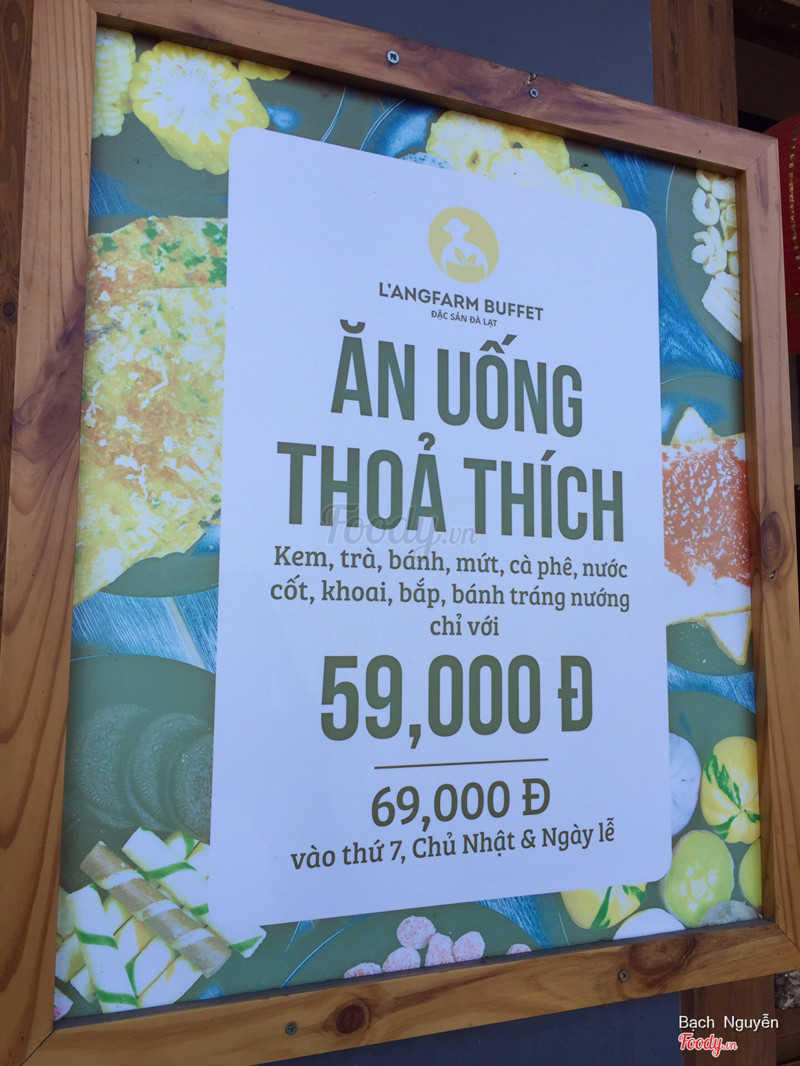 L'ANGFARM BUFFET
ĐẶC SẢN ĐÀ LẠT
ĂN UỐNG
THOẢ THÍCH
Foody.vn
Kem, trà, bánh, mứt, cà phê, nước
cốt, khoai, bắp, bánh tráng nướng
chỉ với
59,000 Đ
69,000 Đ
vào thứ 7, Chủ Nhật & Ngày lễ
Bạch Nguyễn
Foody.vn